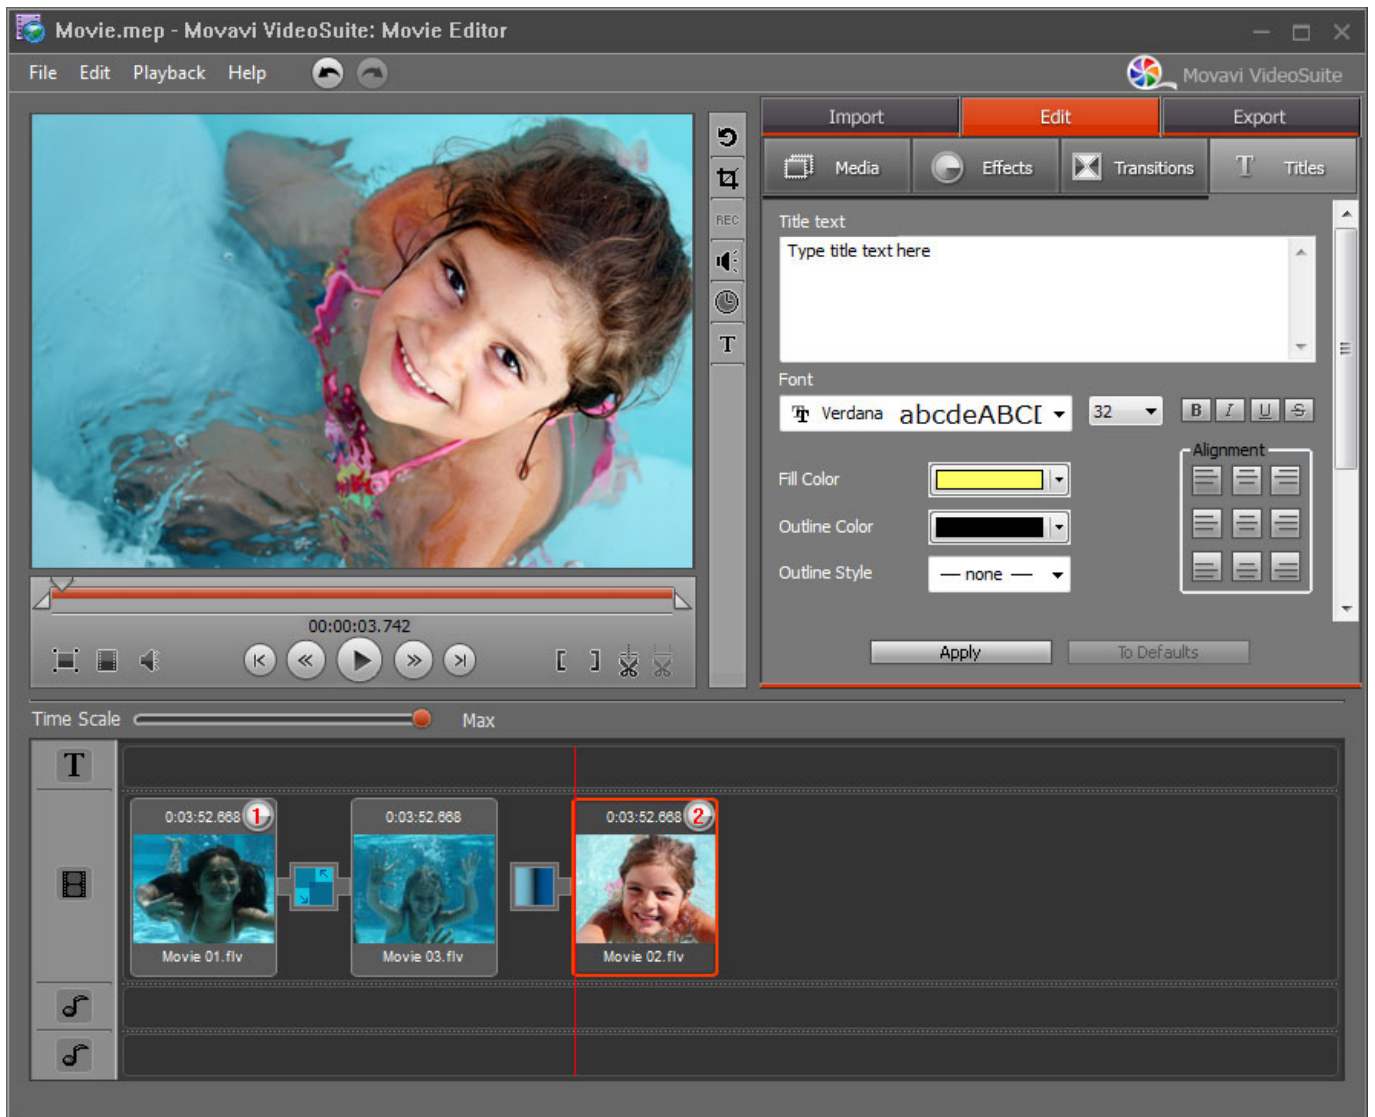 Movie.mep - Movavi VideoSuite: Movie Editor
File Edit Playback Help
Movavi VideoSuite
Import Edit Export
Media Effects Transitions T Titles
REC
T
Title text
Type title text here
Font
Verdana abcdeABC[ 32 B I U S
Alignment
Fill Color
Outline Color
Outline Style — none —
Apply To Defaults
00:00:03.742
Time Scale Max
T
0:03:52.668 1 0:03:52.668 0:03:52.668 2
Movie 01.flv Movie 03.flv Movie 02.flv